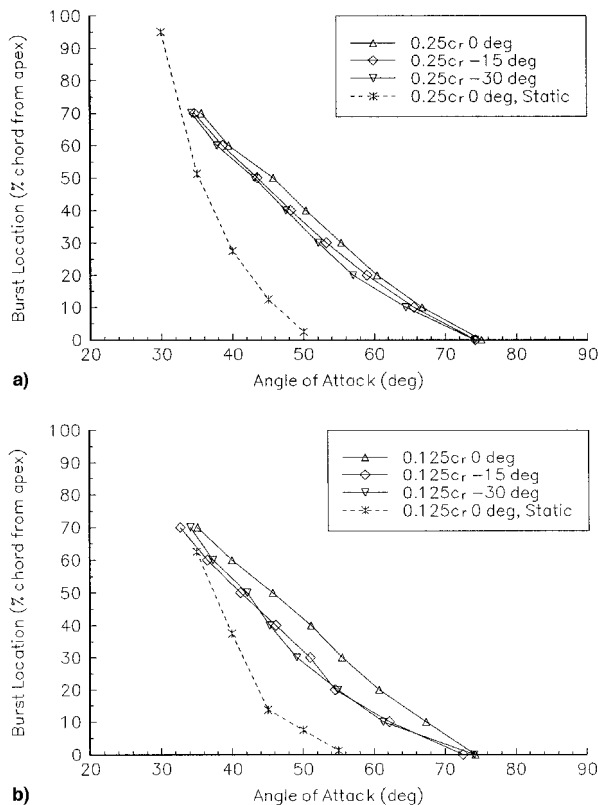 100
90
80
70
60
50
40
30
20
10
0
Burst Location (% chord from apex)
0.25cr 0 deg
0.25cr -15 deg
0.25cr -30 deg
0.25cr 0 deg, Static
20 30 40 50 60 70 80 90
Angle of Attack (deg)
a)
100
90
80
70
60
50
40
30
20
10
0
Burst Location (% chord from apex)
0.125cr 0 deg
0.125cr -15 deg
0.125cr -30 deg
0.125cr 0 deg, Static
20 30 40 50 60 70 80 90
Angle of Attack (deg)
b)